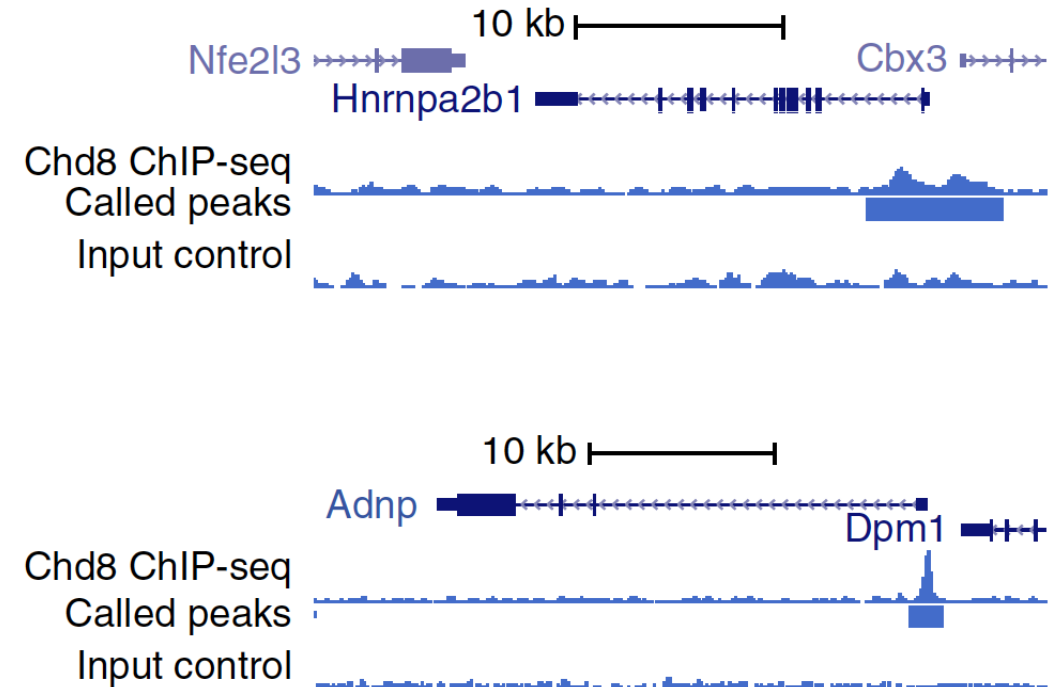 10 kb
Nfe2l3 Cbx3
Hnrnpa2b1
Chd8 ChIP-seq
Called peaks
Input control
10 kb
Adnp
Dpm1
Chd8 ChIP-seq
Called peaks
Input control